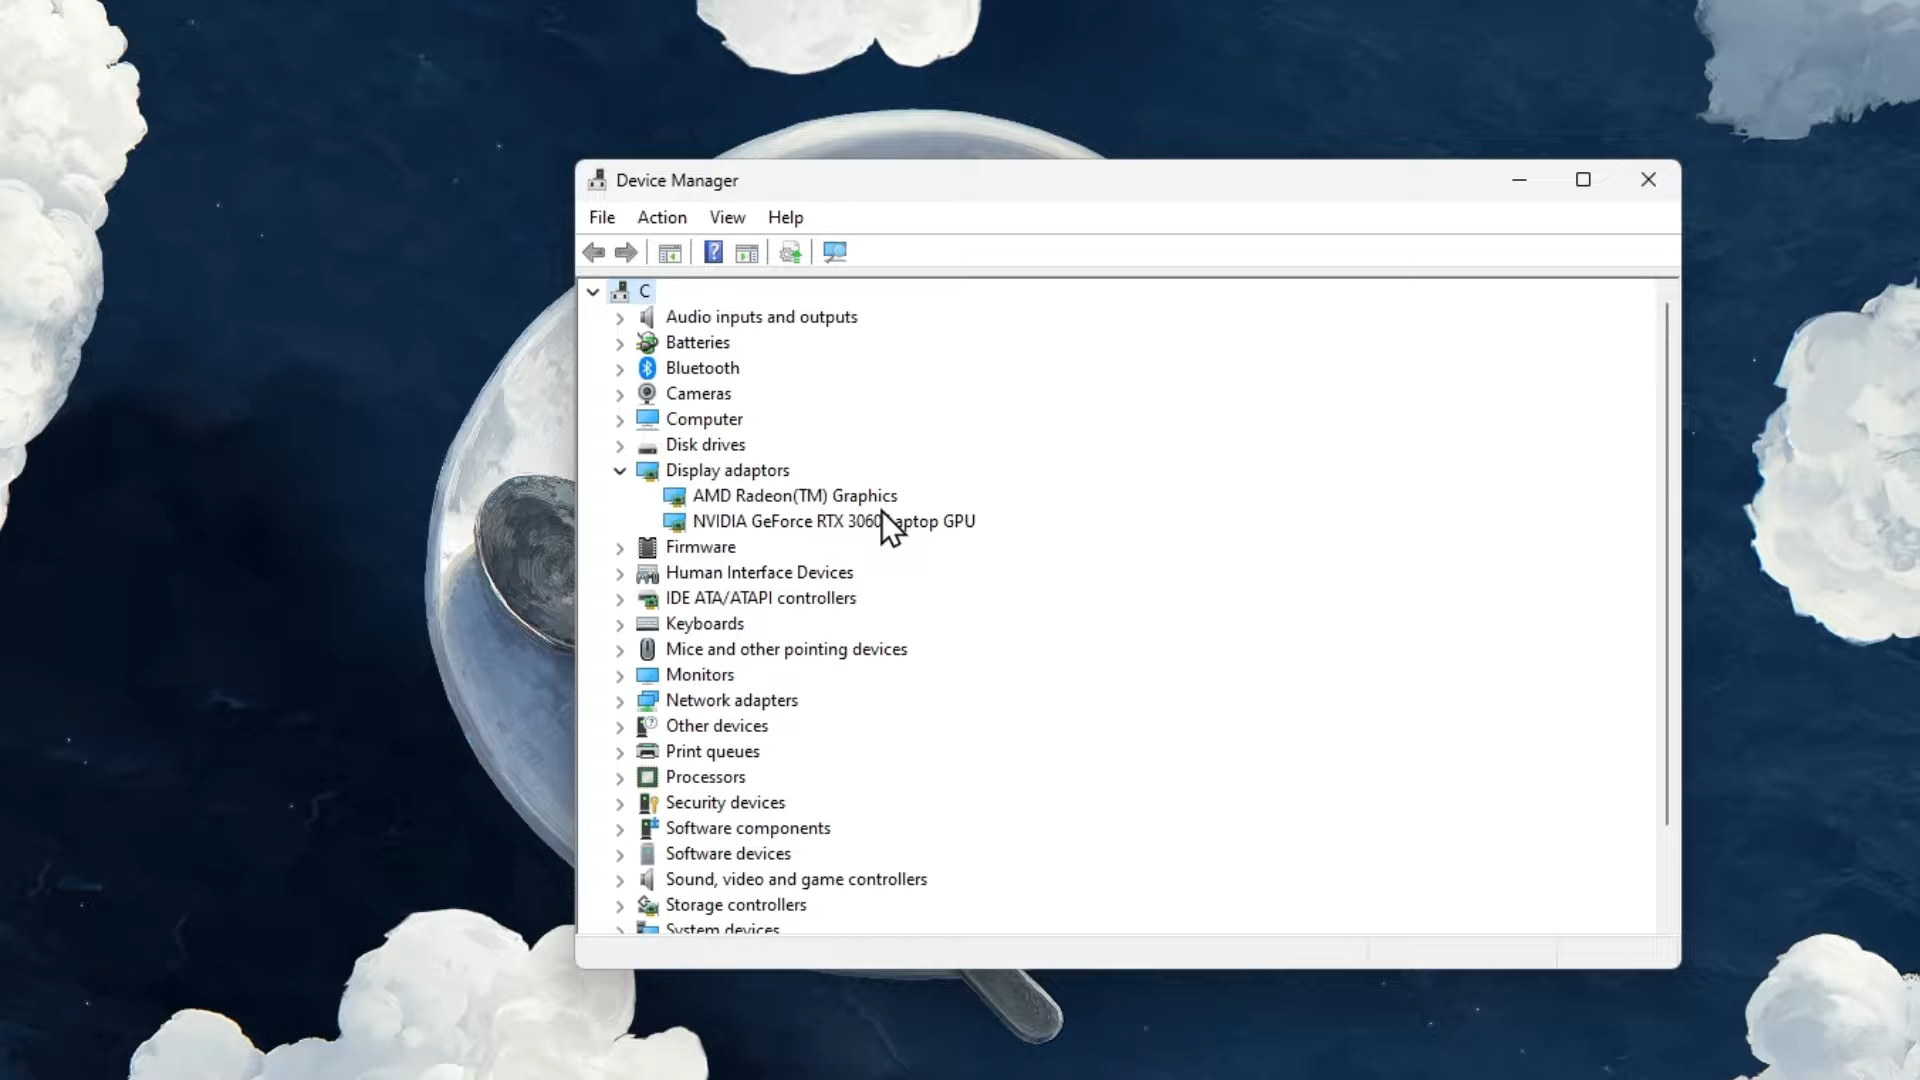 Device Manager
File Action View Help
C
Audio inputs and outputs
Batteries
Bluetooth
Cameras
Computer
Disk drives
Display adaptors
AMD Radeon(TM) Graphics
NVIDIA GeForce RTX 3060 Laptop GPU
Firmware
Human Interface Devices
IDE ATA/ATAPI controllers
Keyboards
Mice and other pointing devices
Monitors
Network adapters
Other devices
Print queues
Processors
Security devices
Software components
Software devices
Sound, video and game controllers
Storage controllers
System devices